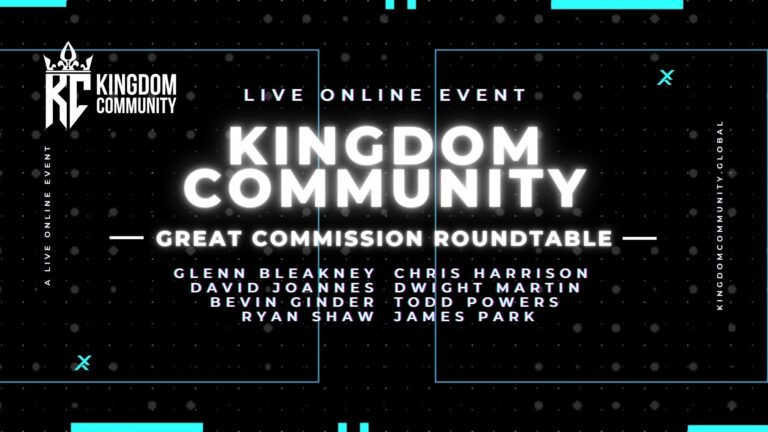 KC KINGDOM
COMMUNITY
LIVE ONLINE EVENT
KINGDOM
COMMUNITY
GREAT COMMISSION ROUNDTABLE
GLENN BLEAKNEY CHRIS HARRISON
DAVID JOANNES DWIGHT MARTIN
BEVIN GINDER TODD POWERS
RYAN SHAW JAMES PARK
A LIVE ONLINE EVENT
KINGDOMCOMMUNITY.GLOBAL